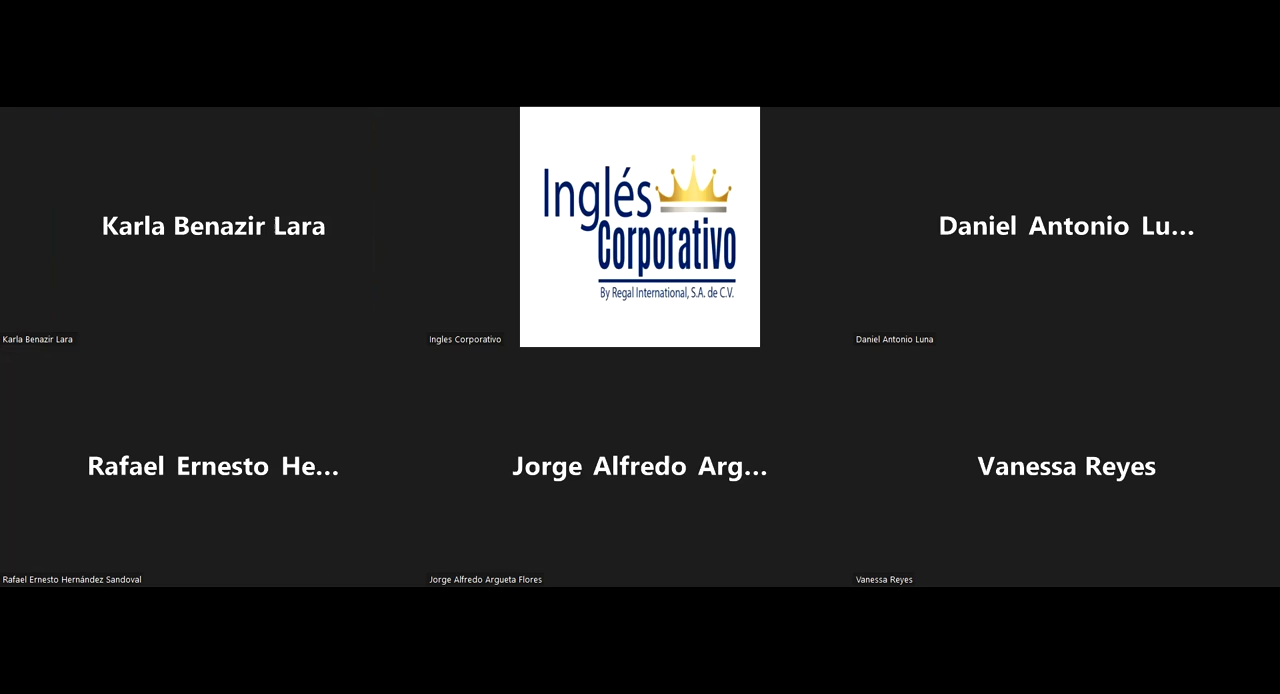 Karla Benazir Lara
Karla Benazir Lara
Inglés
Corporativo
By Regal International, S.A. de C.V.
Ingles Corporativo
Daniel Antonio Lu...
Daniel Antonio Luna
Rafael Ernesto He...
Rafael Ernesto Hernández Sandoval
Jorge Alfredo Arg...
Jorge Alfredo Argueta Flores
Vanessa Reyes
Vanessa Reyes